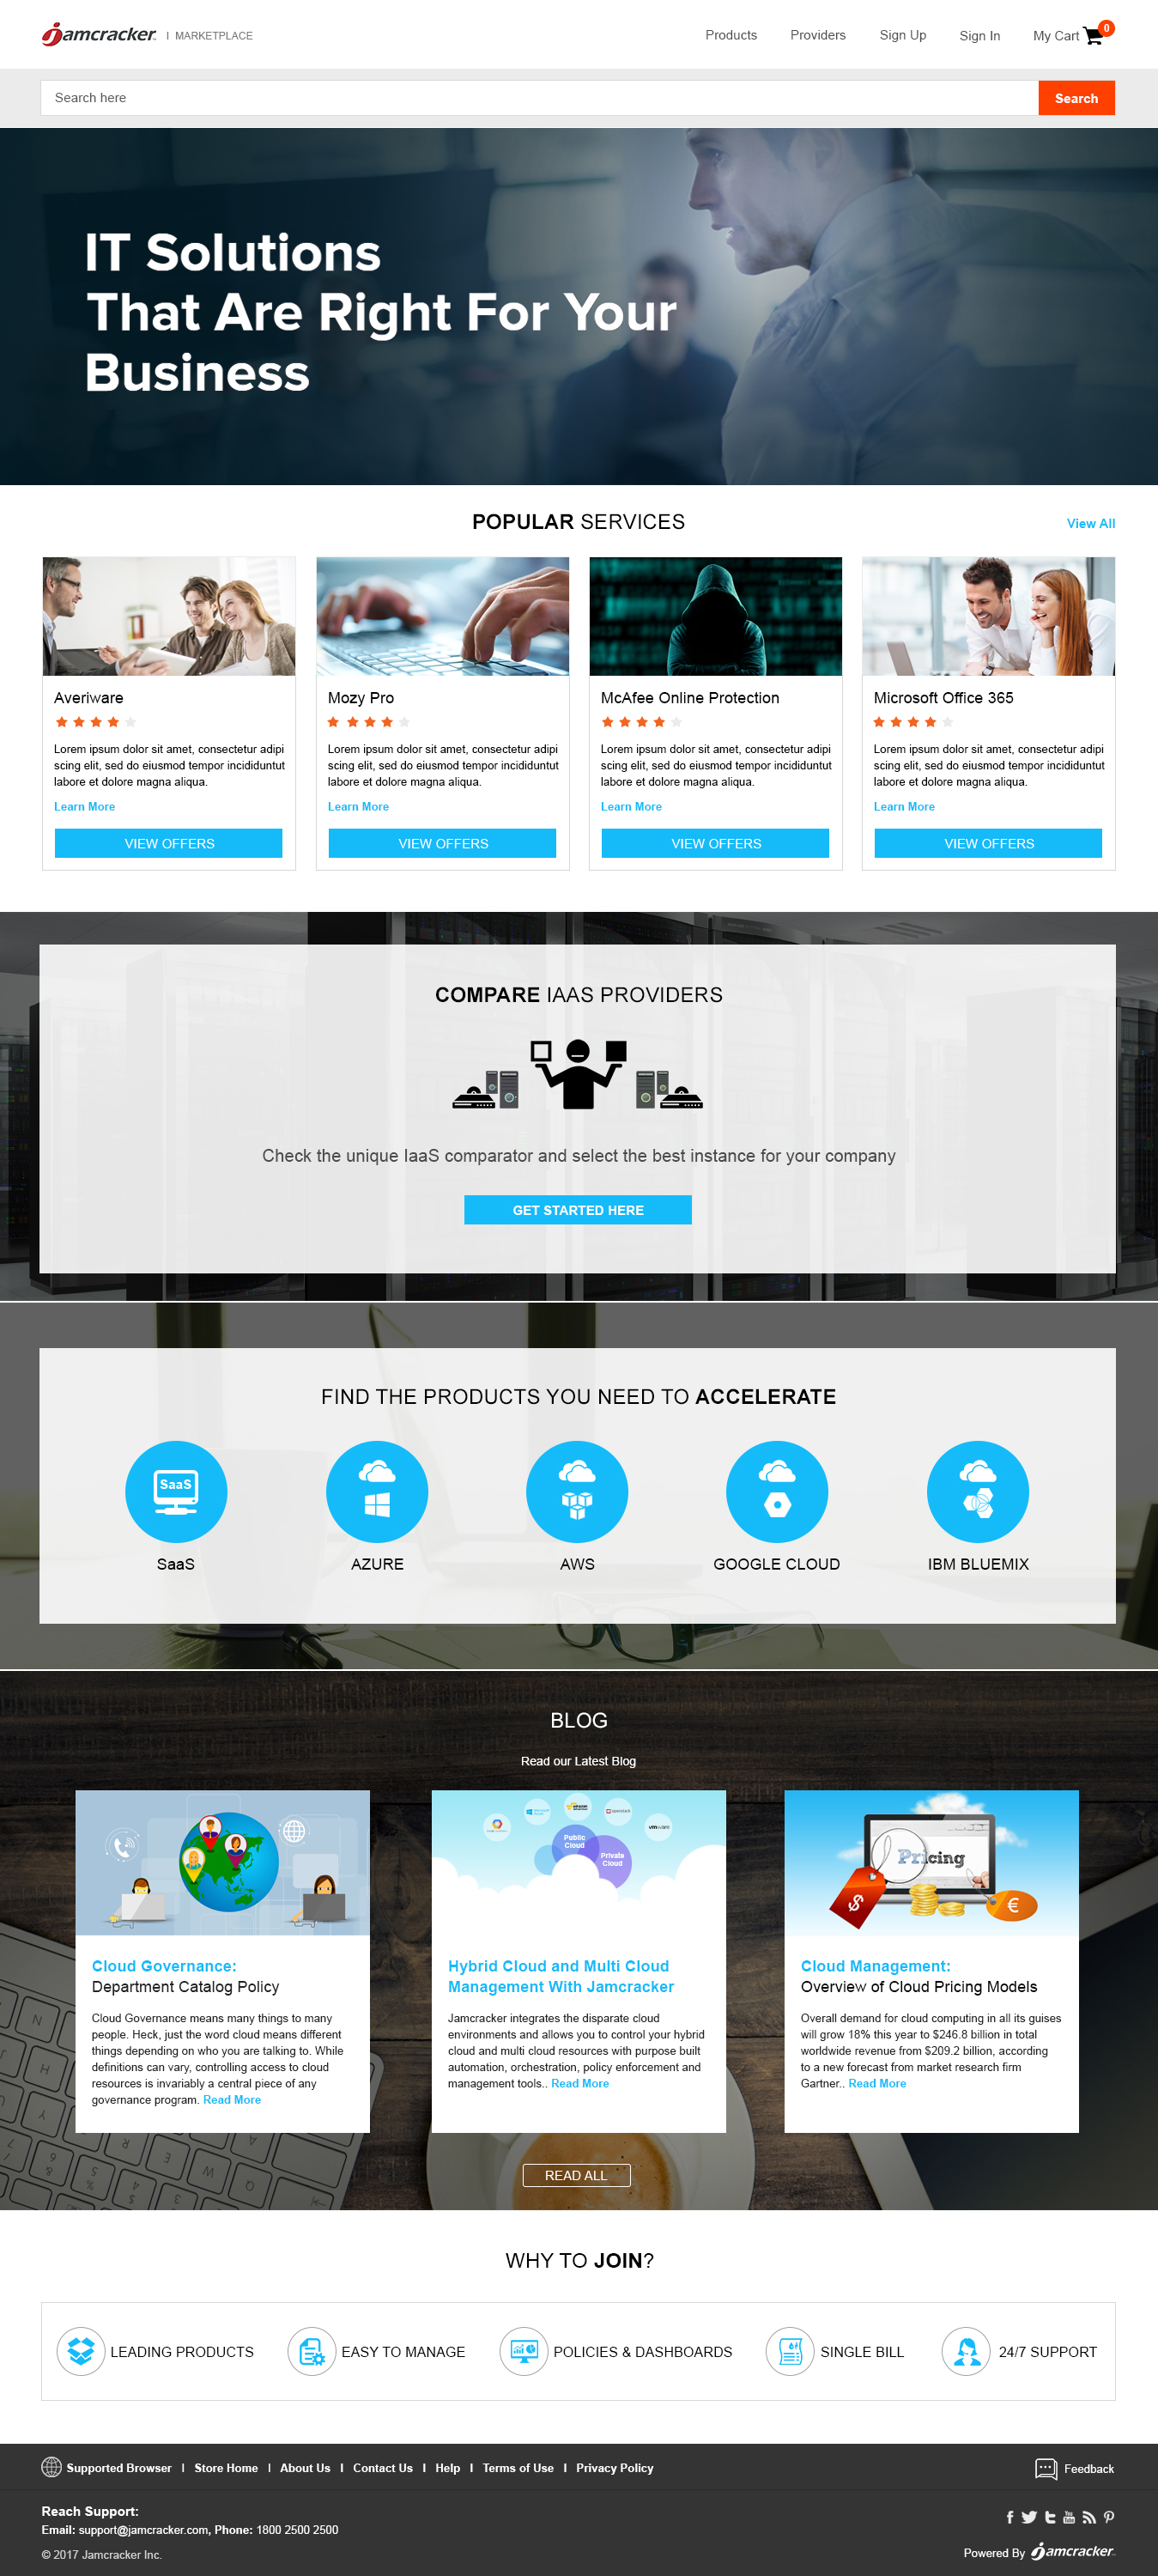 jamcracker | MARKETPLACE
Products Providers Sign Up Sign In My Cart 0
Search here Search
IT Solutions
That Are Right For Your
Business
POPULAR SERVICES
View All
Averiware
Lorem ipsum dolor sit amet, consectetur adipi
scing elit, sed do eiusmod tempor incididuntut
labore et dolore magna aliqua.
Learn More
VIEW OFFERS
Mozy Pro
Lorem ipsum dolor sit amet, consectetur adipi
scing elit, sed do eiusmod tempor incididuntut
labore et dolore magna aliqua.
Learn More
VIEW OFFERS
McAfee Online Protection
Lorem ipsum dolor sit amet, consectetur adipi
scing elit, sed do eiusmod tempor incididuntut
labore et dolore magna aliqua.
Learn More
VIEW OFFERS
Microsoft Office 365
Lorem ipsum dolor sit amet, consectetur adipi
scing elit, sed do eiusmod tempor incididuntut
labore et dolore magna aliqua.
Learn More
VIEW OFFERS
COMPARE IAAS PROVIDERS
Check the unique IaaS comparator and select the best instance for your company
GET STARTED HERE
FIND THE PRODUCTS YOU NEED TO ACCELERATE
SaaS
SaaS
AZURE
AWS
GOOGLE CLOUD
IBM BLUEMIX
BLOG
Read our Latest Blog
Cloud Governance:
Department Catalog Policy
Cloud Governance means many things to many
people. Heck, just the word cloud means different
things depending on who you are talking to. While
definitions can vary, controlling access to cloud
resources is invariably a central piece of any
governance program. Read More
openstack
vmware
Public
Cloud
Private
Cloud
Hybrid Cloud and Multi Cloud
Management With Jamcracker
Jamcracker integrates the disparate cloud
environments and allows you to control your hybrid
cloud and multi cloud resources with purpose built
automation, orchestration, policy enforcement and
management tools.. Read More
Pricing
$
€
Cloud Management:
Overview of Cloud Pricing Models
Overall demand for cloud computing in all its guises
will grow 18% this year to $246.8 billion in total
worldwide revenue from $209.2 billion, according
to a new forecast from market research firm
Gartner.. Read More
READ ALL
WHY TO JOIN?
LEADING PRODUCTS
EASY TO MANAGE
POLICIES & DASHBOARDS
SINGLE BILL
24/7 SUPPORT
Supported Browser | Store Home | About Us | Contact Us | Help | Terms of Use | Privacy Policy
Feedback
Reach Support:
Email: support@jamcracker.com, Phone: 1800 2500 2500
© 2017 Jamcracker Inc.
Powered By jamcracker